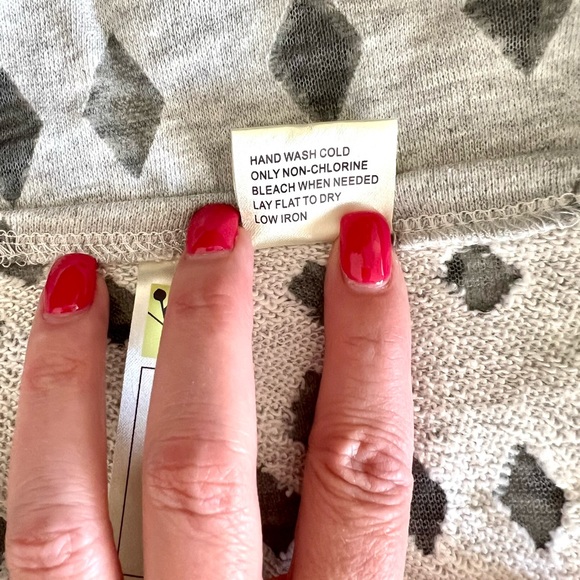 HAND WASH COLD
ONLY NON-CHLORINE
BLEACH WHEN NEEDED
LAY FLAT TO DRY
LOW IRON